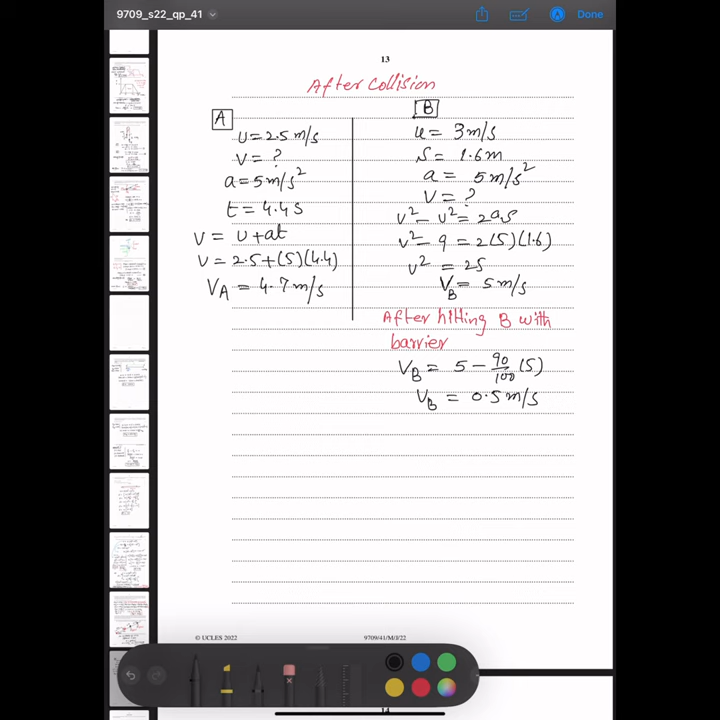 9709_s22_qp_41
Done
13
After Collision
A
u = 2.5 m/s
v = ?
a = 5 m/s²
t = 4.4 s
v = u + at
v = 2.5 + (5)(4.4)
VA = 4.7 m/s
B
u = 3 m/s
S = 1.6 m
a = 5 m/s²
v = ?
v² - u² = 2as
v² - 9 = 2(5)(1.6)
v² = 25
VB = 5 m/s
After hitting B with
barrier
VB = 5 - 90/100 (5)
VB = 0.5 m/s
© UCLES 2022
9709/41/M/J/22
14